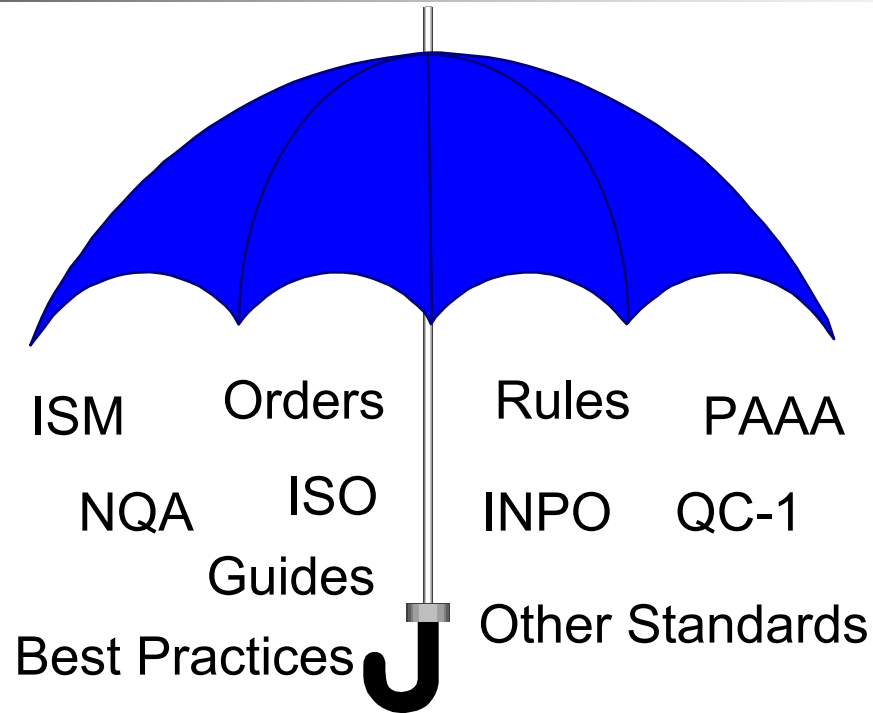 ISM
Orders
Rules
PAAA
NQA
ISO
INPO
QC-1
Guides
Other Standards
Best Practices